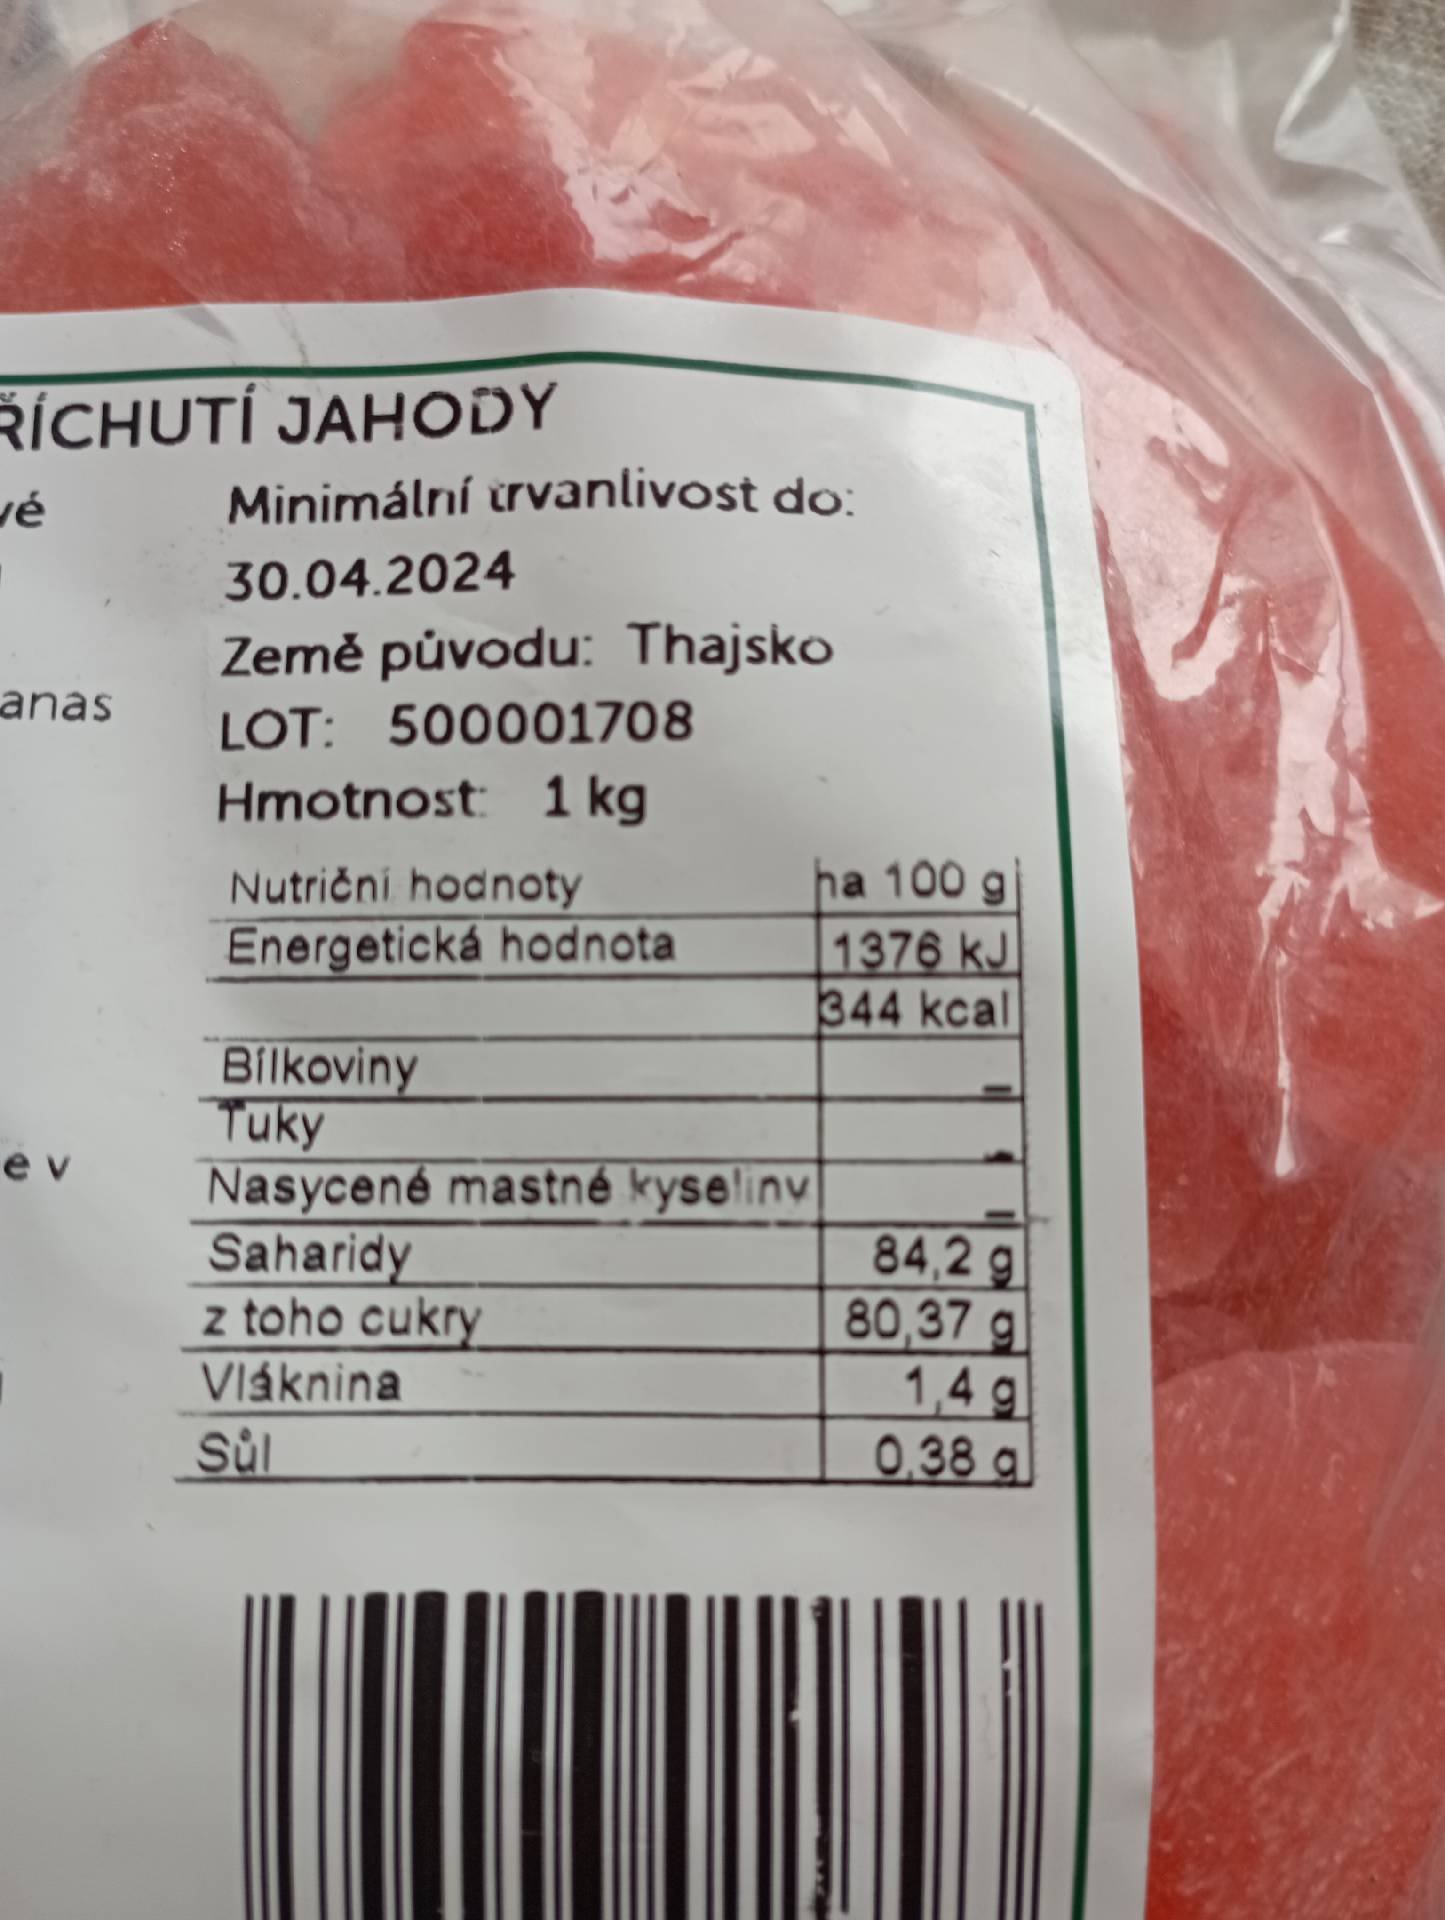 ŘÍCHUTÍ JAHODY
vé
Minimální trvanlivost do:
30.04.2024
Země původu: Thajsko
anas
LOT: 500001708
Hmotnost: 1 kg
Nutriční hodnoty na 100 g
Energetická hodnota 1376 kJ
344 kcal
Bílkoviny _
Tuky _
e v
Nasycené mastné kyseliny _
Saharidy 84,2 g
z toho cukry 80,37 g
Vláknina 1,4 g
Sůl 0,38 g